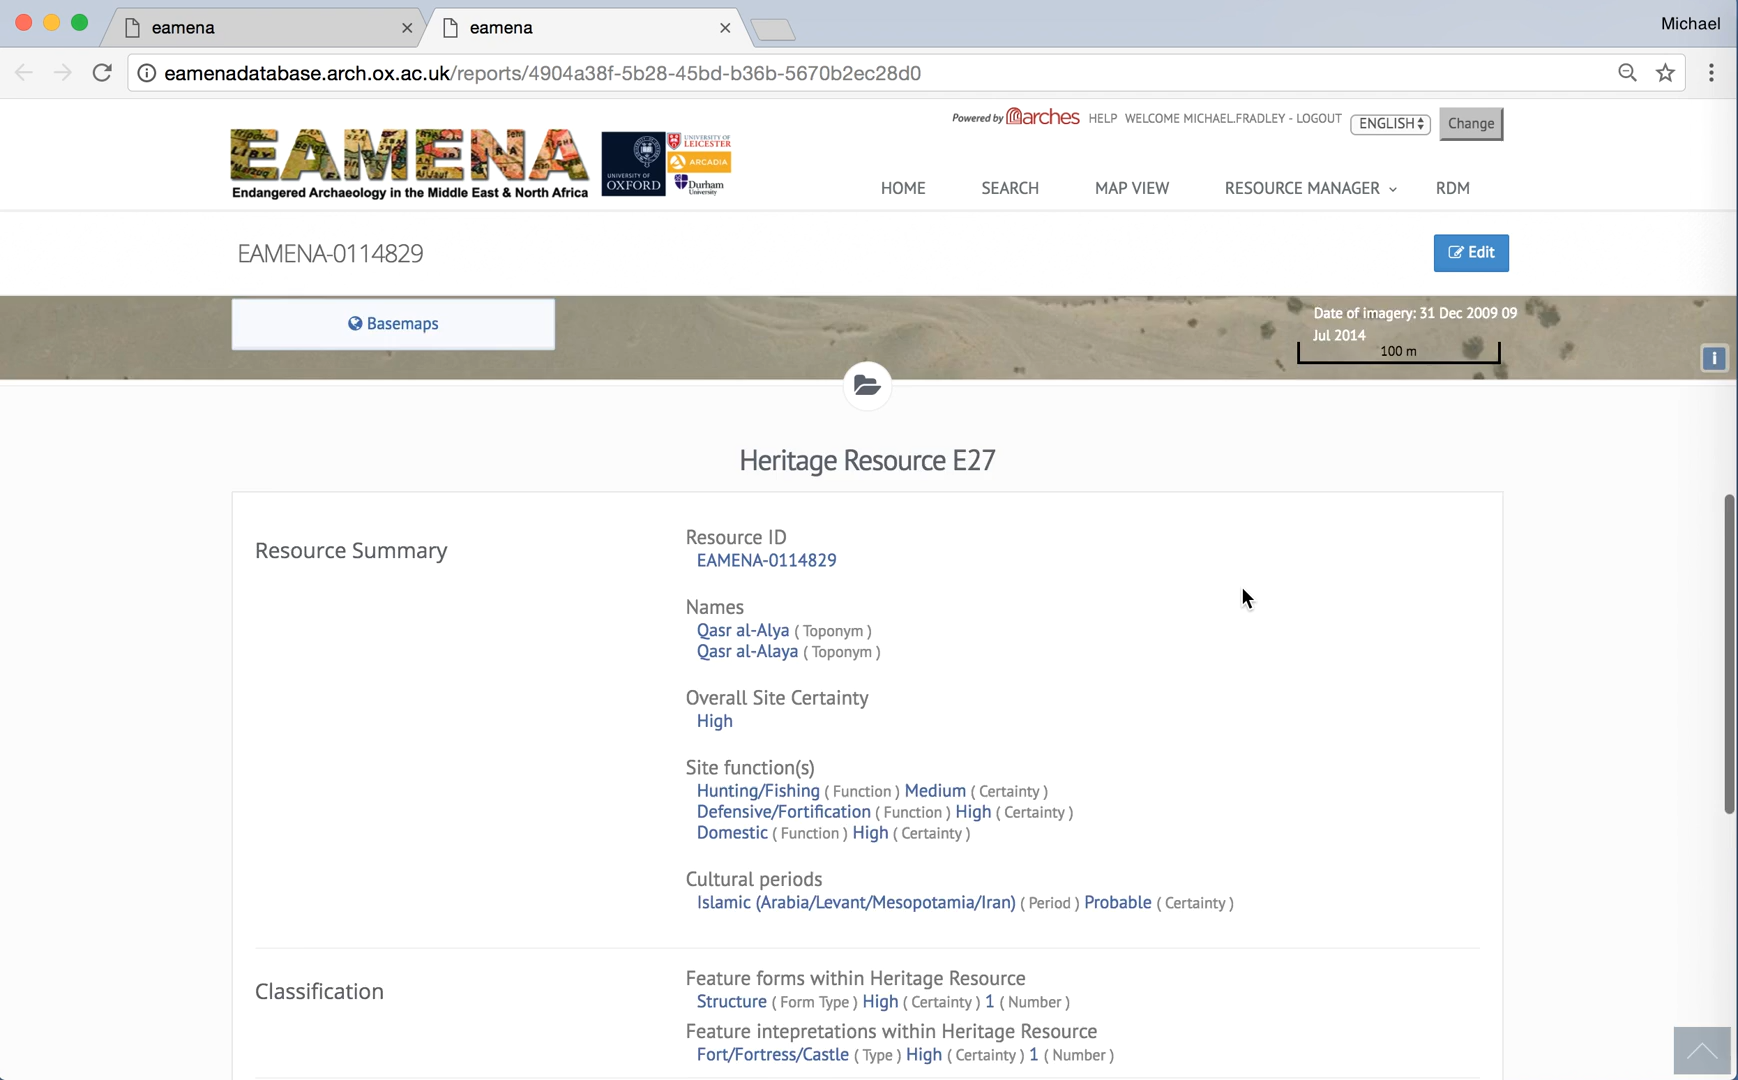 eamena
eamena
Michael
eamenadatabase.arch.ox.ac.uk/reports/4904a38f-5b28-45bd-b36b-5670b2ec28d0
Powered by arches HELP WELCOME MICHAEL.FRADLEY - LOGOUT ENGLISH Change
EAMENA
Endangered Archaeology in the Middle East & North Africa
UNIVERSITY OF
OXFORD
UNIVERSITY OF
LEICESTER
ARCADIA
Durham
University
HOME SEARCH MAP VIEW RESOURCE MANAGER RDM
EAMENA-0114829
Edit
Basemaps
Date of imagery: 31 Dec 2009 09
Jul 2014
100 m
i
Heritage Resource E27
Resource Summary
Resource ID
EAMENA-0114829
Names
Qasr al-Alya ( Toponym )
Qasr al-Alaya ( Toponym )
Overall Site Certainty
High
Site function(s)
Hunting/Fishing ( Function ) Medium ( Certainty )
Defensive/Fortification ( Function ) High ( Certainty )
Domestic ( Function ) High ( Certainty )
Cultural periods
Islamic (Arabia/Levant/Mesopotamia/Iran) ( Period ) Probable ( Certainty )
Classification
Feature forms within Heritage Resource
Structure ( Form Type ) High ( Certainty ) 1 ( Number )
Feature intepretations within Heritage Resource
Fort/Fortress/Castle ( Type ) High ( Certainty ) 1 ( Number )